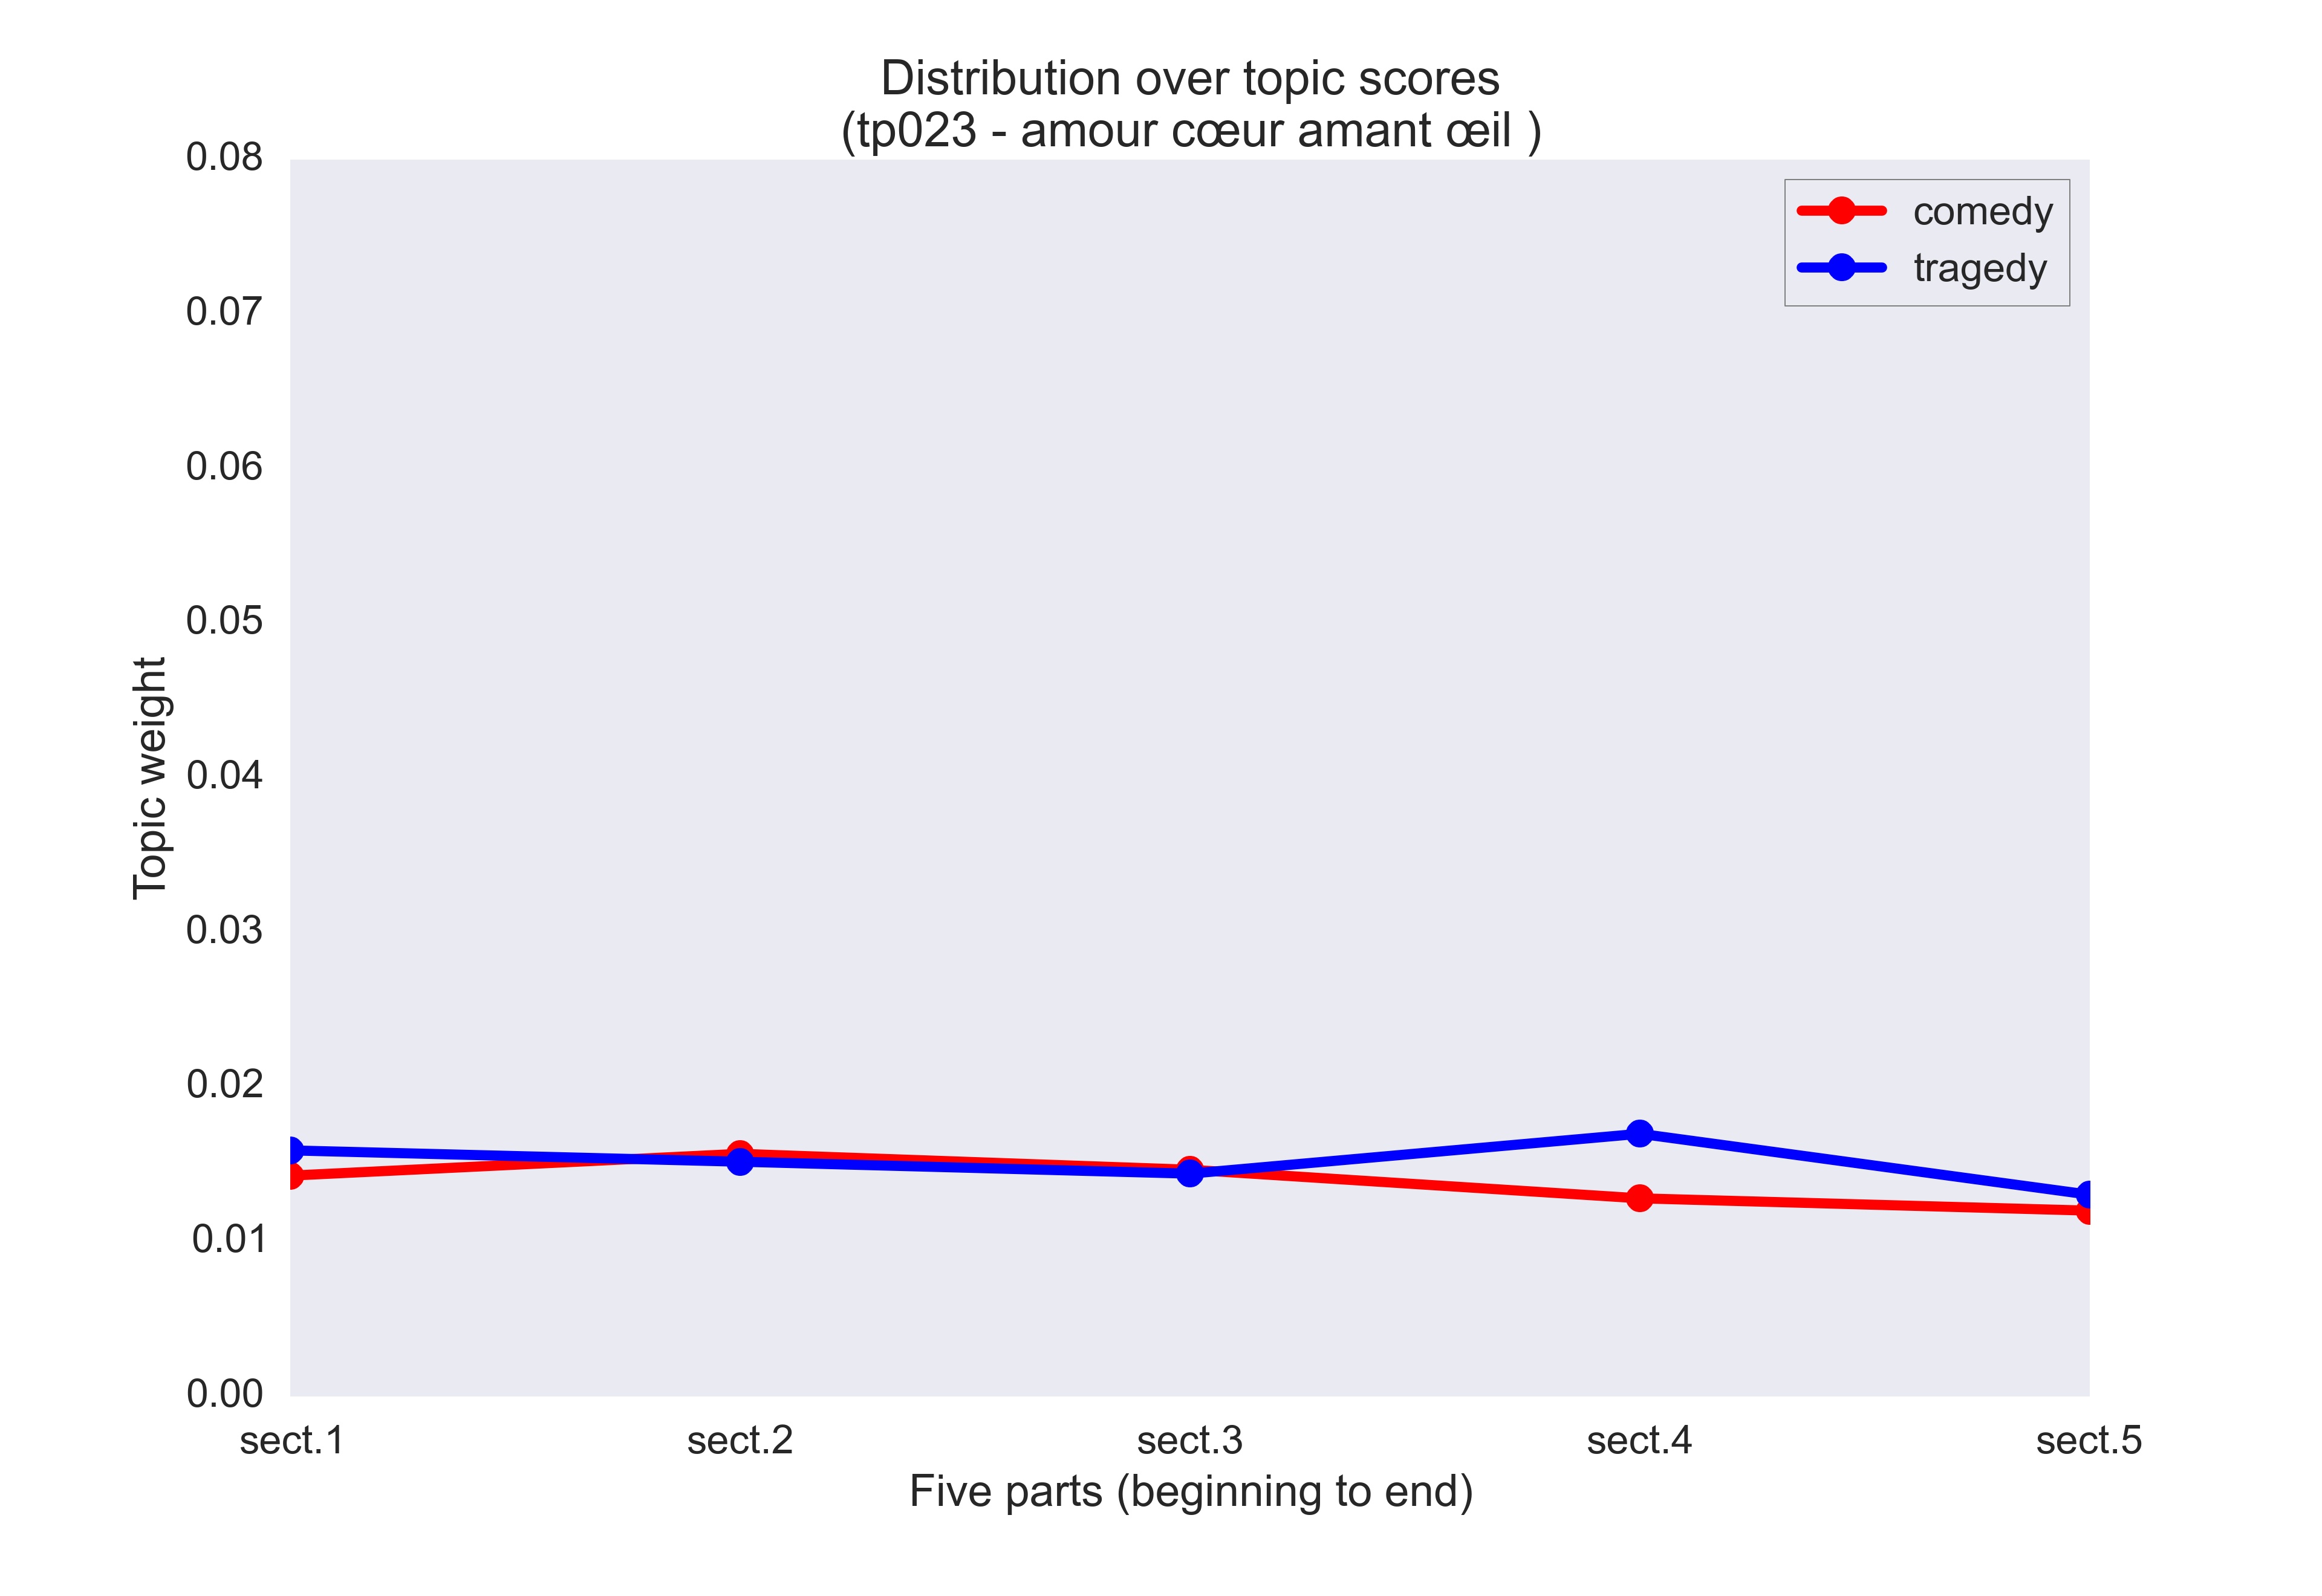 Distribution over topic scores
(tp023 - amour cœur amant œil )
comedy
tragedy
Topic weight
0.08
0.07
0.06
0.05
0.04
0.03
0.02
0.01
0.00
sect.1
sect.2
sect.3
sect.4
sect.5
Five parts (beginning to end)